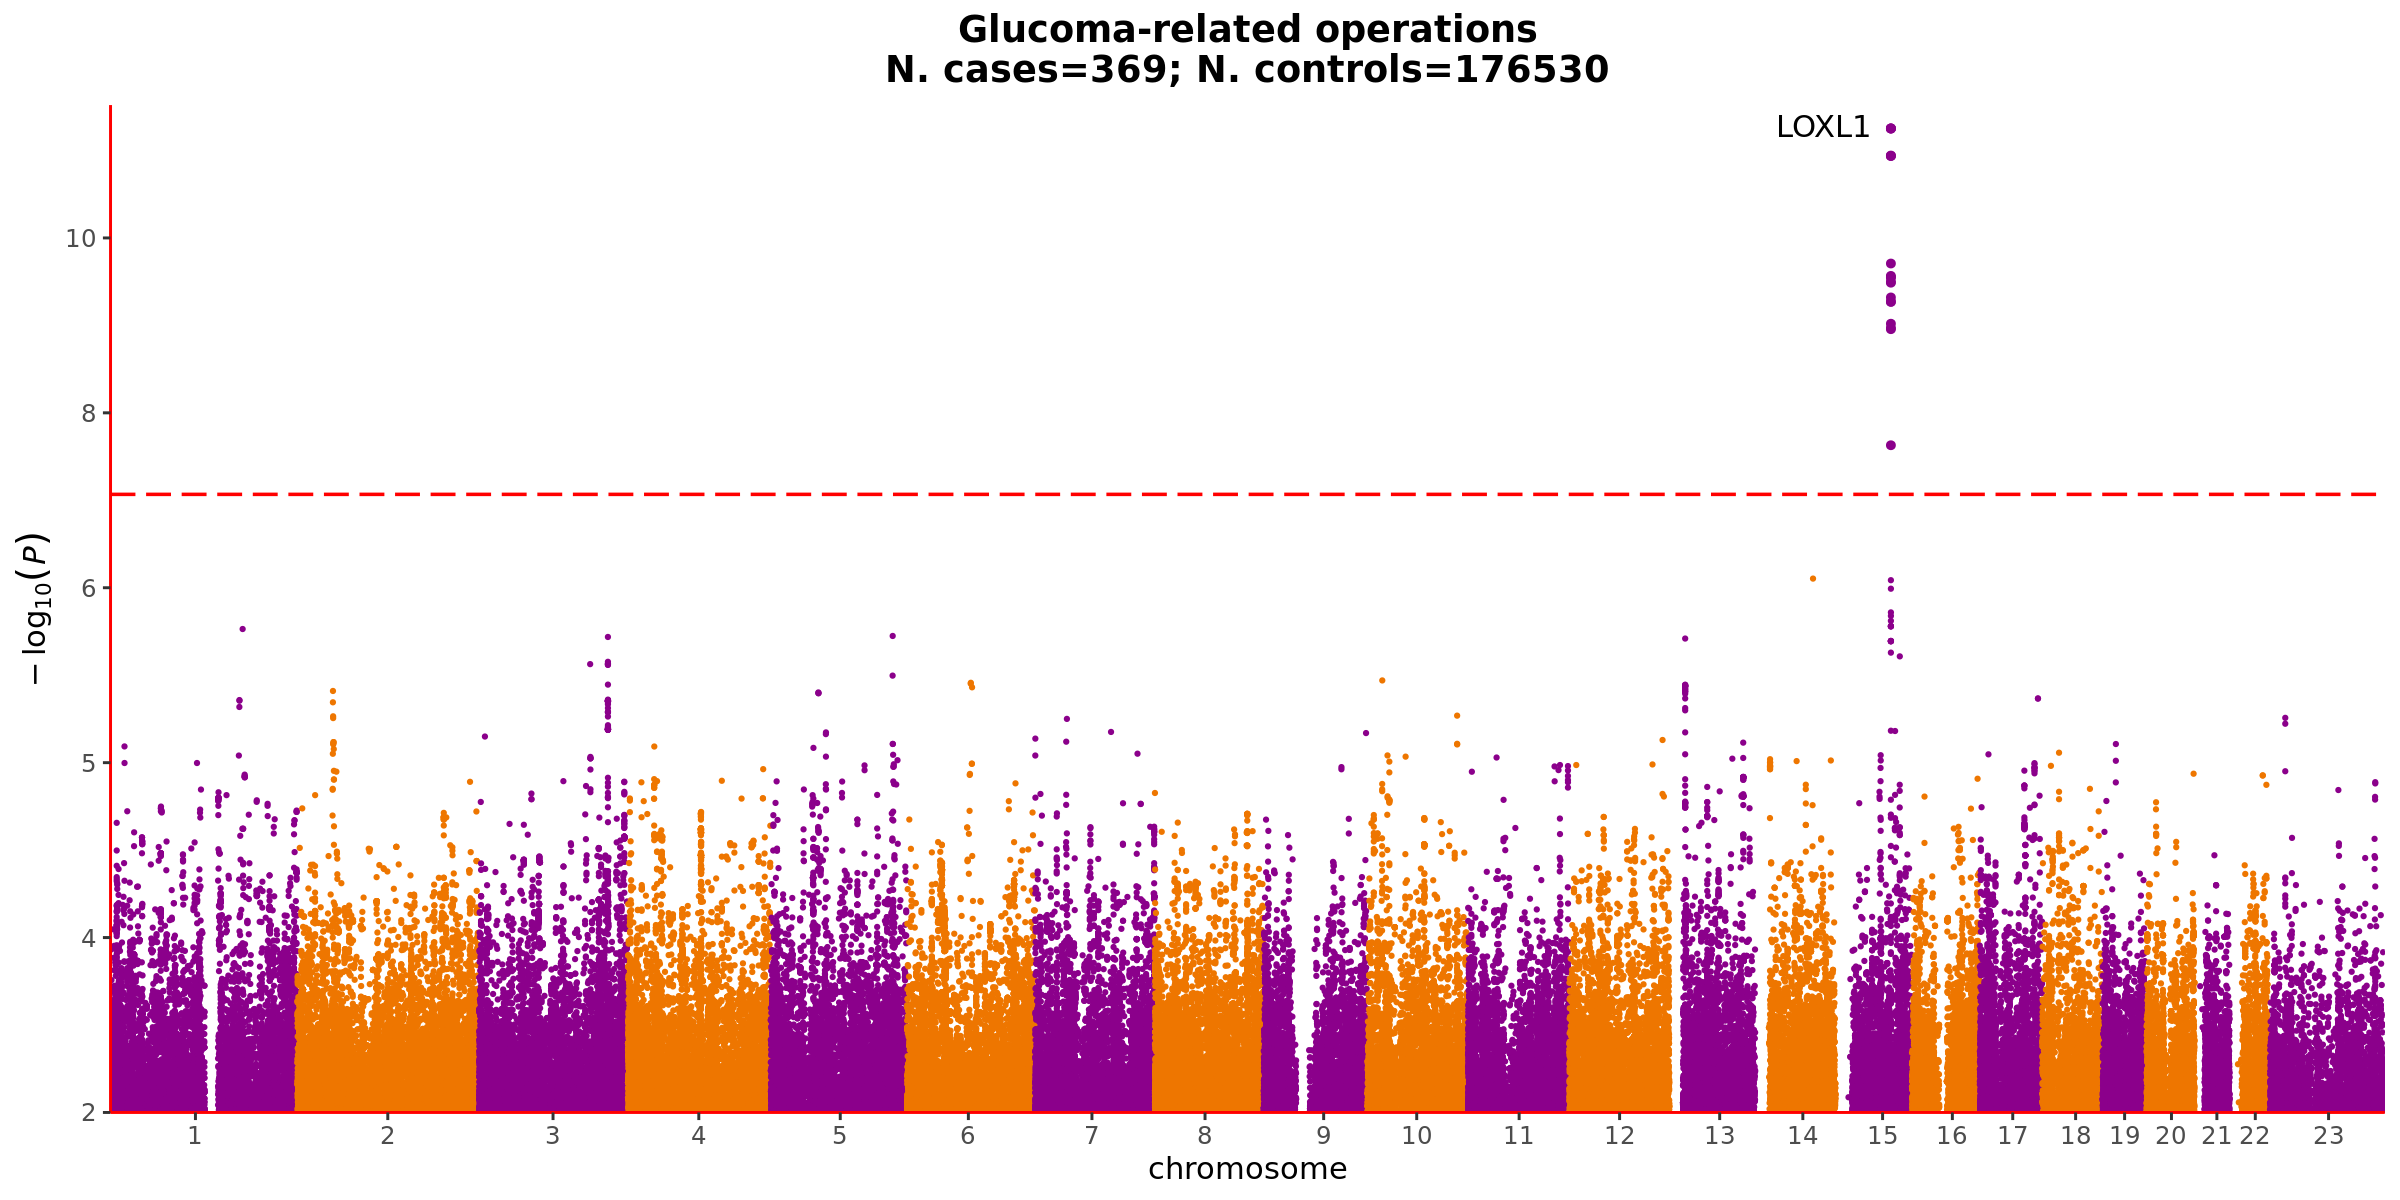 Glucoma-related operations
N. cases=369; N. controls=176530
LOXL1
10
8
6
5
4
2
−log₁₀(P)
1 2 3 4 5 6 7 8 9 10 11 12 13 14 15 16 17 18 19 20 21 22 23
chromosome